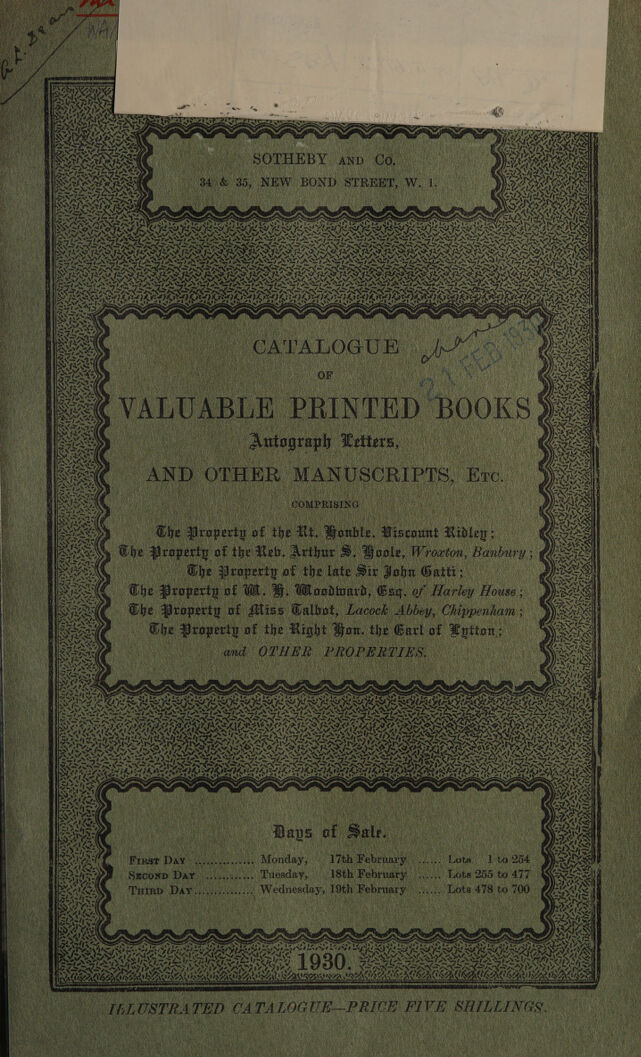 A. L. Dean
SOTHEBY AND CO.
34 & 35, NEW BOND STREET, W. 1.
CATALOGUE
21 FEB 1930
OF
VALUABLE PRINTED BOOKS
Autograph Letters,
AND OTHER MANUSCRIPTS, ETC.
COMPRISING
The Property of the Rt. Honble. Viscount Ridley;
The Property of the Rev. Arthur S. Hoole, Wroxton, Banbury;
The Property of the late Sir John Gatti;
The Property of W. H. Woodward, Esq. of Harley House;
The Property of Miss Talbot, Lacock Abbey, Chippenham;
The Property of the Right Hon. the Earl of Lytton;
and OTHER PROPERTIES.
Days of Sale.
FIRST DAY ............... Monday, 17th February ...... Lots 1 to 254
SECOND DAY ............ Tuesday, 18th February ...... Lots 255 to 477
THIRD DAY............... Wednesday, 19th February ...... Lots 478 to 700
1930.
ILLUSTRATED CATALOGUE—PRICE FIVE SHILLINGS.